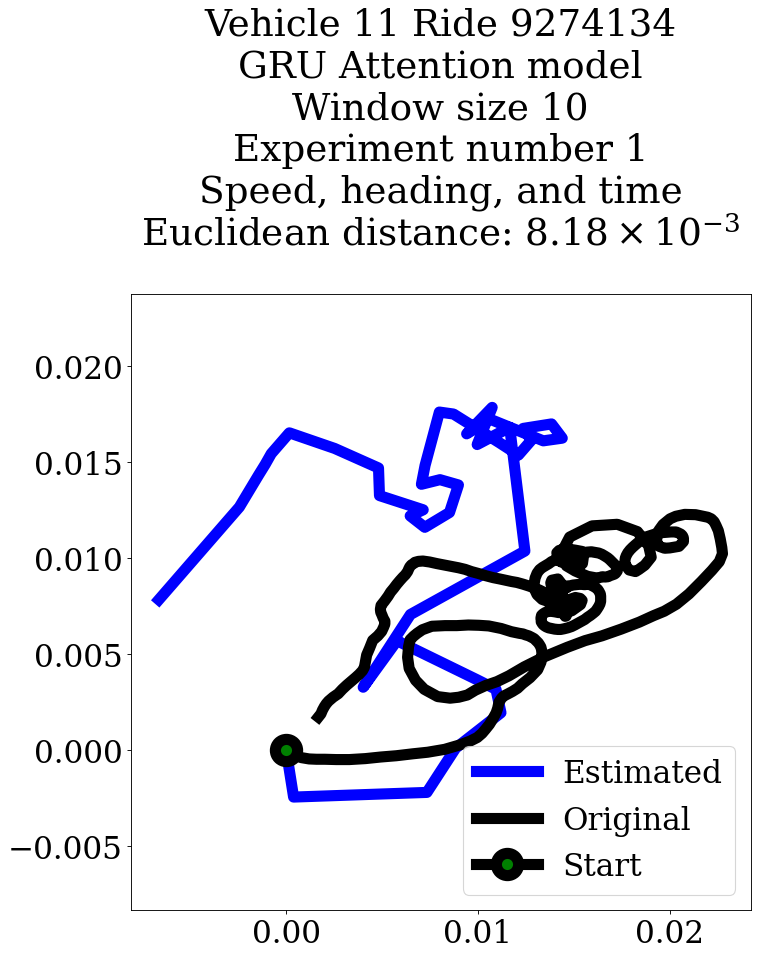 Vehicle 11 Ride 9274134
GRU Attention model
Window size 10
Experiment number 1
Speed, heading, and time
Euclidean distance: 8.18 × 10⁻³
0.020
0.015
0.010
0.005
0.000
−0.005
0.00 0.01 0.02
Estimated
Original
Start